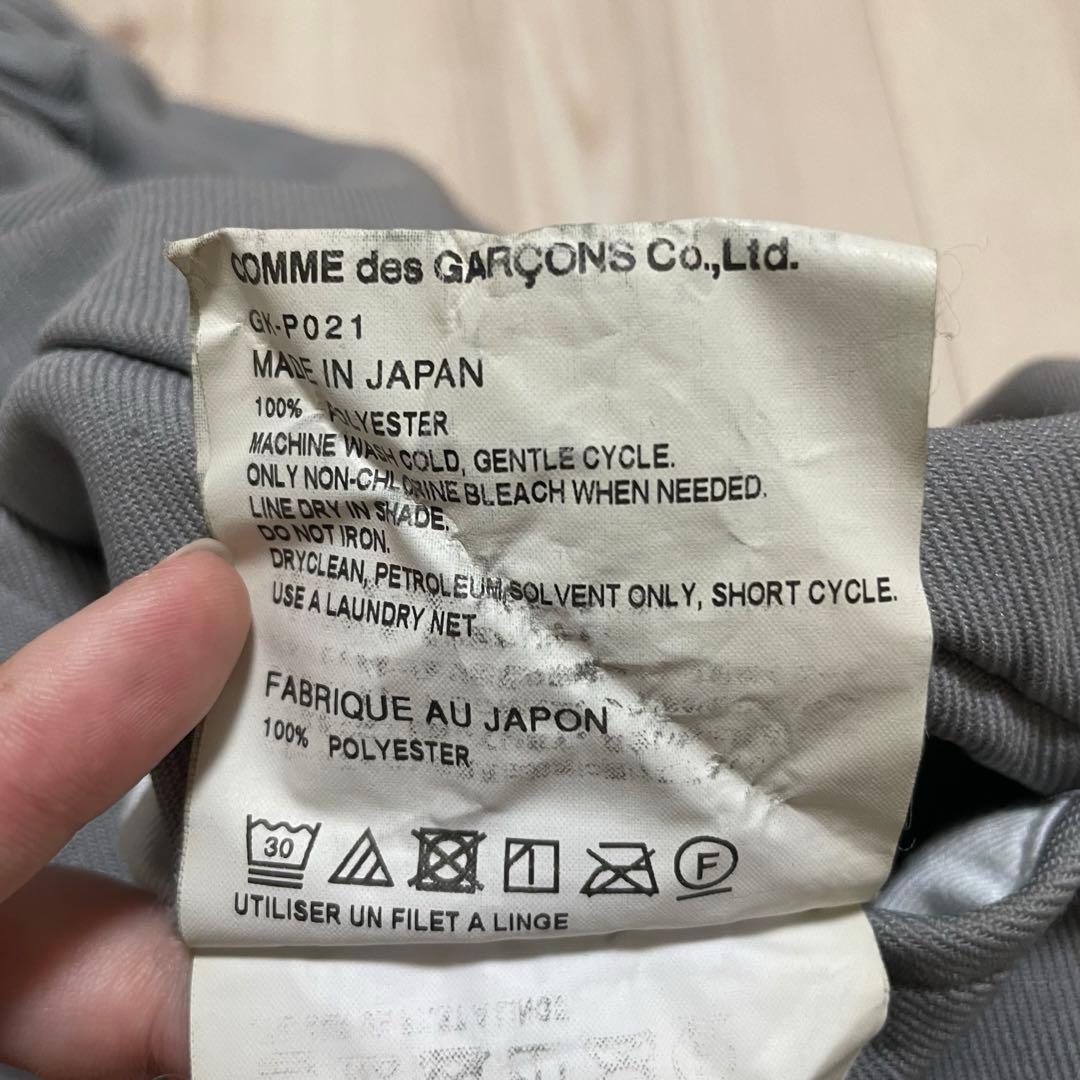 COMME des GARÇONS Co.,Ltd.
GK-P021
MADE IN JAPAN
100% POLYESTER
MACHINE WASH COLD, GENTLE CYCLE.
ONLY NON-CHLORINE BLEACH WHEN NEEDED.
LINE DRY IN SHADE.
DO NOT IRON.
DRYCLEAN, PETROLEUM SOLVENT ONLY, SHORT CYCLE.
USE A LAUNDRY NET
FABRIQUE AU JAPON
100% POLYESTER
30 F
UTILISER UN FILET A LINGE